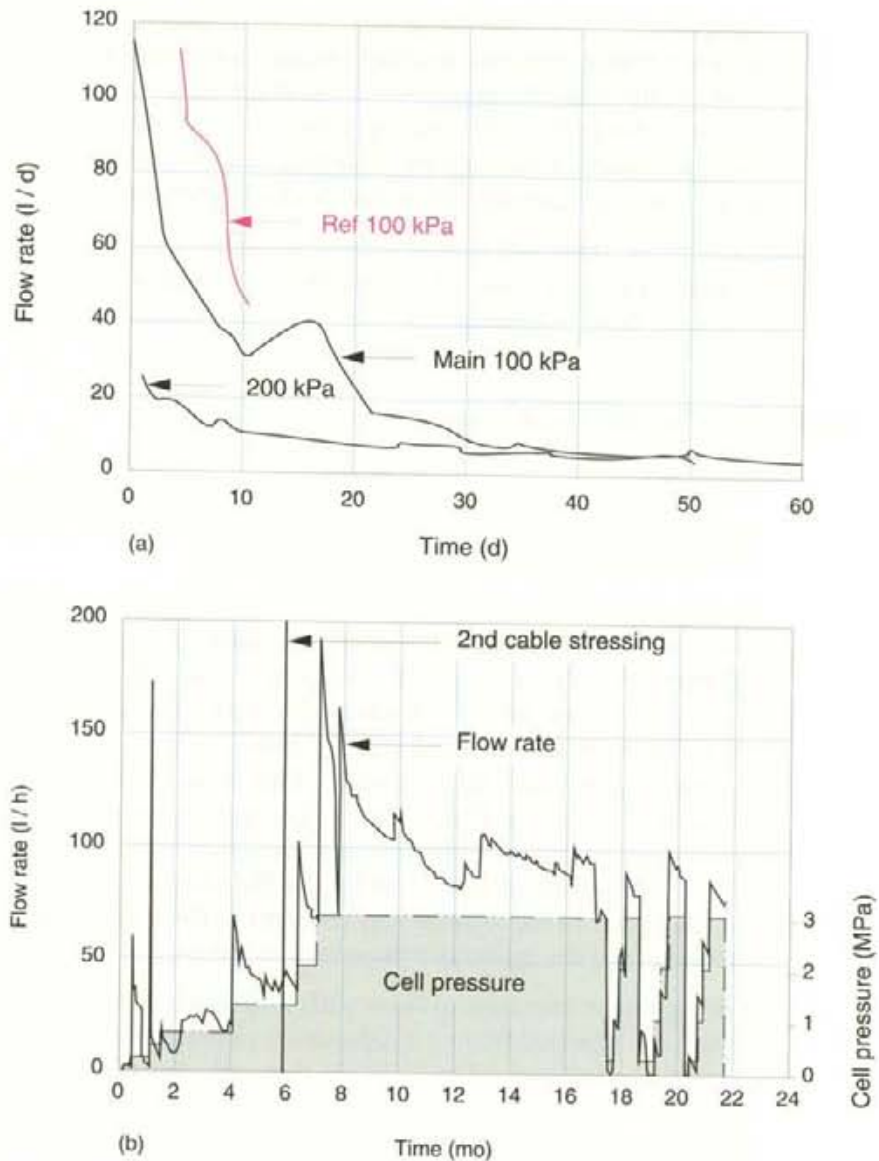 120
100
80
60
40
20
0
Flow rate (l / d)
Ref 100 kPa
Main 100 kPa
200 kPa
0 10 20 30 40 50 60
(a) Time (d)
200
150
100
50
0
Flow rate (l / h)
2nd cable stressing
Flow rate
Cell pressure
3
2
1
0
Cell pressure (MPa)
0 2 4 6 8 10 12 14 16 18 20 22 24
(b) Time (mo)